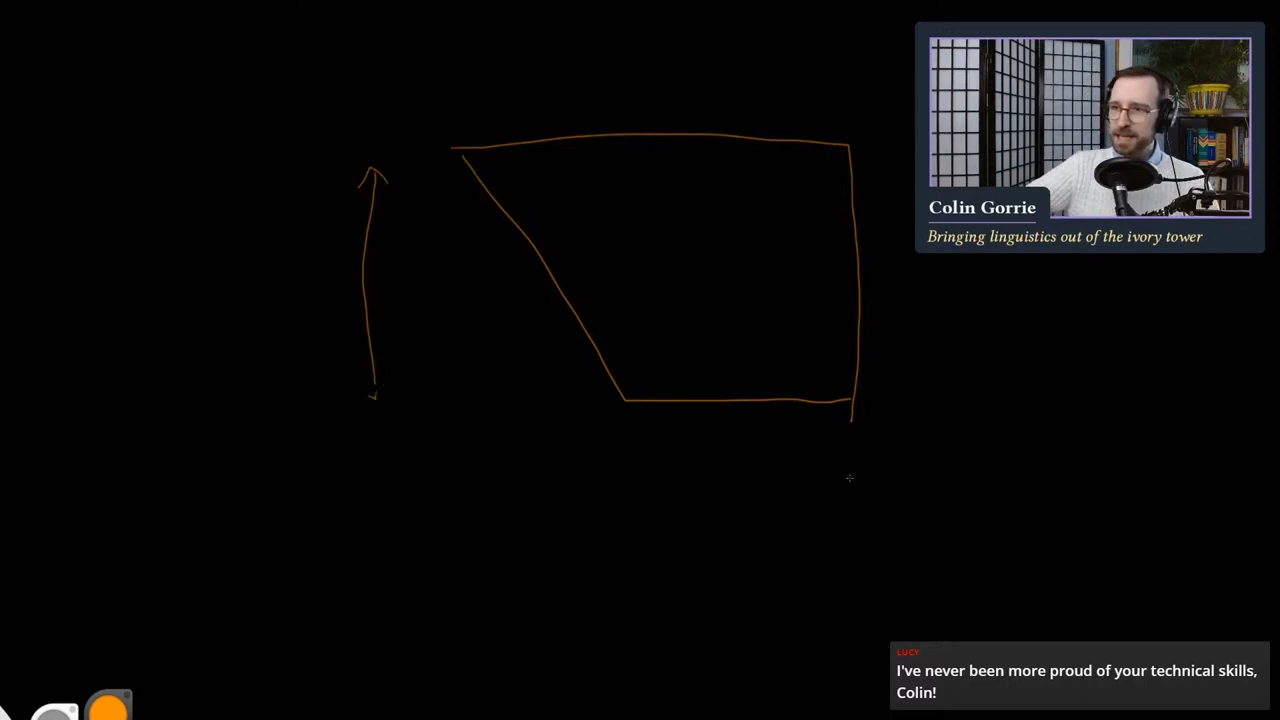 Colin Gorrie
Bringing linguistics out of the ivory tower
LUCY
I've never been more proud of your technical skills,
Colin!